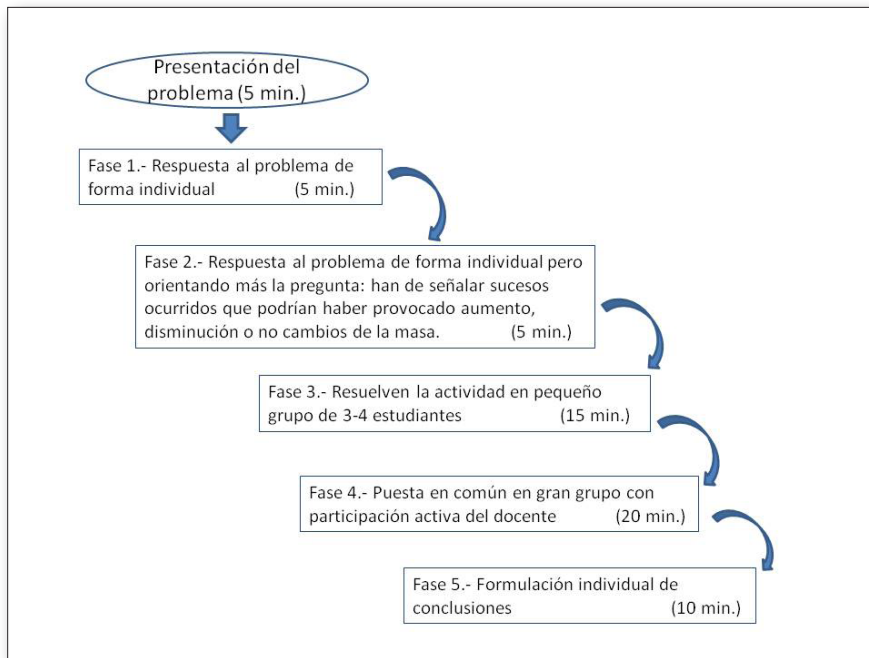 Presentación del
problema (5 min.)
Fase 1.- Respuesta al problema de
forma individual (5 min.)
Fase 2.- Respuesta al problema de forma individual pero
orientando más la pregunta: han de señalar sucesos
ocurridos que podrían haber provocado aumento,
disminución o no cambios de la masa. (5 min.)
Fase 3.- Resuelven la actividad en pequeño
grupo de 3-4 estudiantes (15 min.)
Fase 4.- Puesta en común en gran grupo con
participación activa del docente (20 min.)
Fase 5.- Formulación individual de
conclusiones (10 min.)